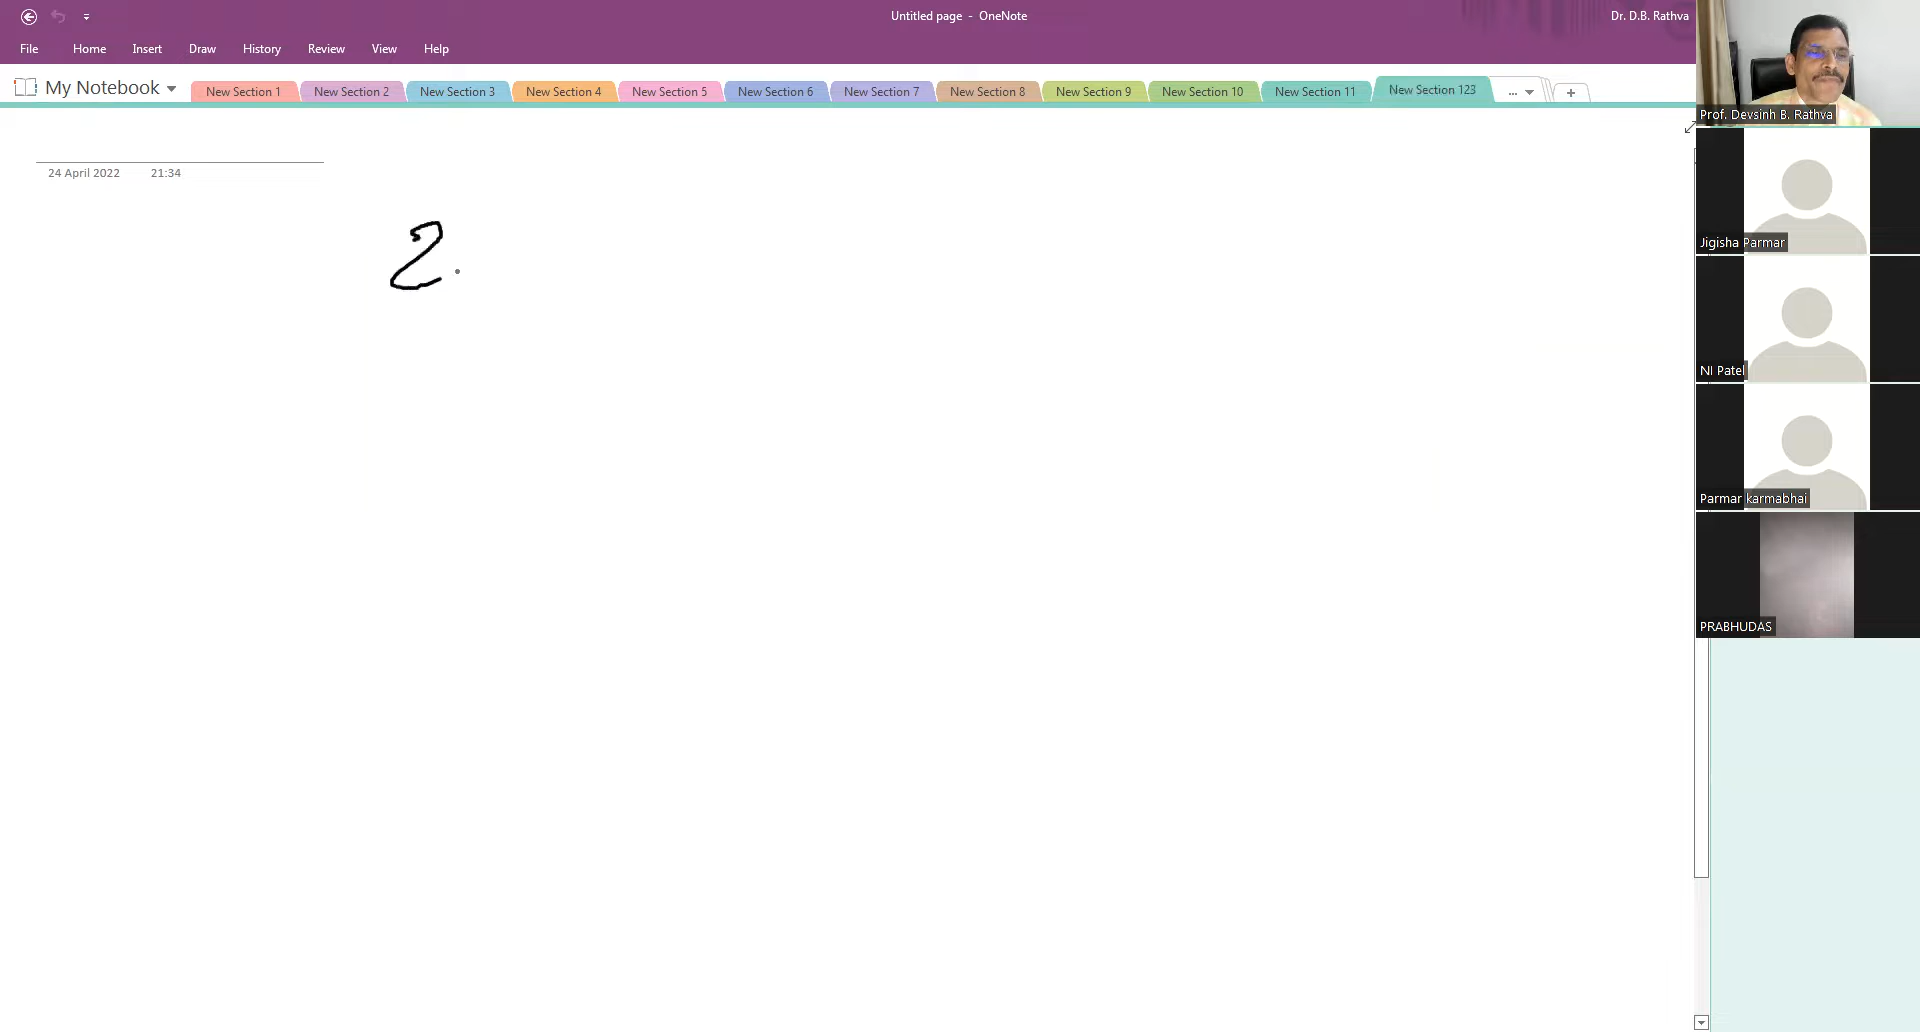 Untitled page - OneNote
Dr. D.B. Rathva
File Home Insert Draw History Review View Help
My Notebook
New Section 1 New Section 2 New Section 3 New Section 4 New Section 5 New Section 6 New Section 7 New Section 8 New Section 9 New Section 10 New Section 11 New Section 123 ... +
24 April 2022 21:34
2
Prof. Devsinh B. Rathva
Jigisha Parmar
NI Patel
Parmar karmabhai
PRABHUDAS